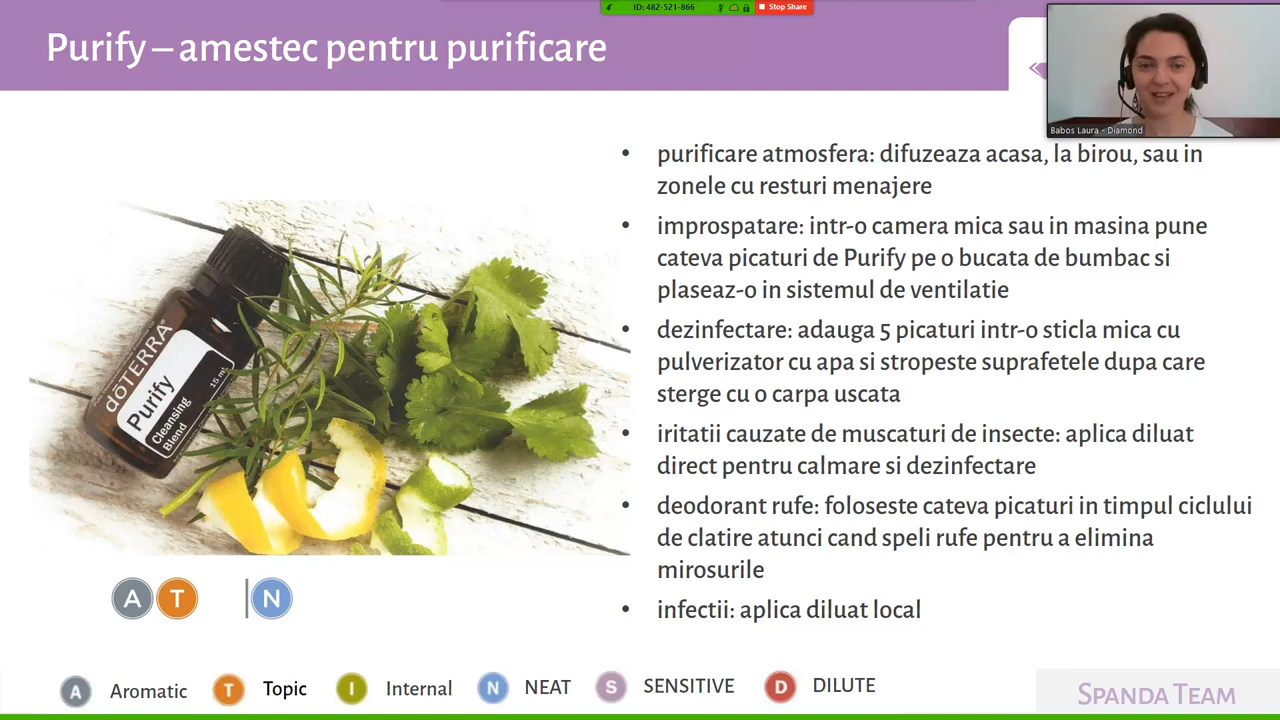 ID: 482-521-866
Stop Share
Purify – amestec pentru purificare
Babos Laura - Diamond
• purificare atmosfera: difuzeaza acasa, la birou, sau in
zonele cu resturi menajere
• improspatare: intr-o camera mica sau in masina pune
cateva picaturi de Purify pe o bucata de bumbac si
plaseaz-o in sistemul de ventilatie
• dezinfectare: adauga 5 picaturi intr-o sticla mica cu
pulverizator cu apa si stropeste suprafetele dupa care
sterge cu o carpa uscata
• iritatii cauzate de muscaturi de insecte: aplica diluat
direct pentru calmare si dezinfectare
• deodorant rufe: foloseste cateva picaturi in timpul ciclului
de clatire atunci cand speli rufe pentru a elimina
mirosurile
• infectii: aplica diluat local
dōTERRA®
Purify
Cleansing
Blend
15 mL
A T | N
A Aromatic T Topic I Internal N NEAT S SENSITIVE D DILUTE
SPANDA TEAM